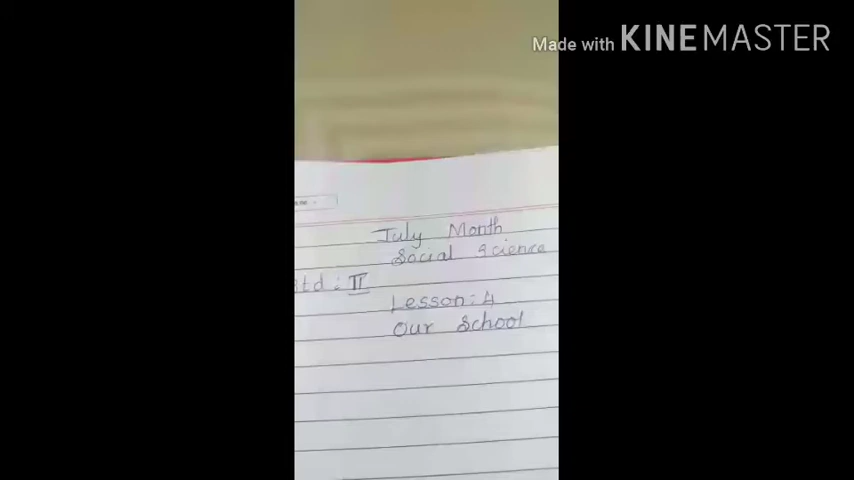 Made with KINEMASTER
July Month
Social Science
Std : II
Lesson : 4
Our School